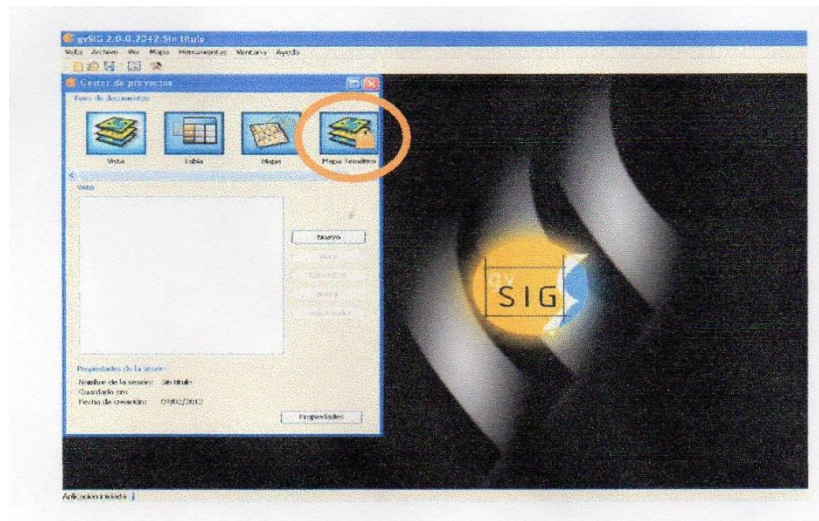 gvSIG 2.0.0.2042:Sin título
Vista Archivo Ver Mapa Herramientas Ventana Ayuda
Gestor de proyectos
Tipos de documentos
Vista Tabla Mapa Mapa Temático
Vista
Nuevo
Propiedades de la sesión
Nombre de la sesión: Sin título
Guardado en:
Fecha de creación: 07/02/2012
Propiedades
gv
SIG
Aplicación iniciada